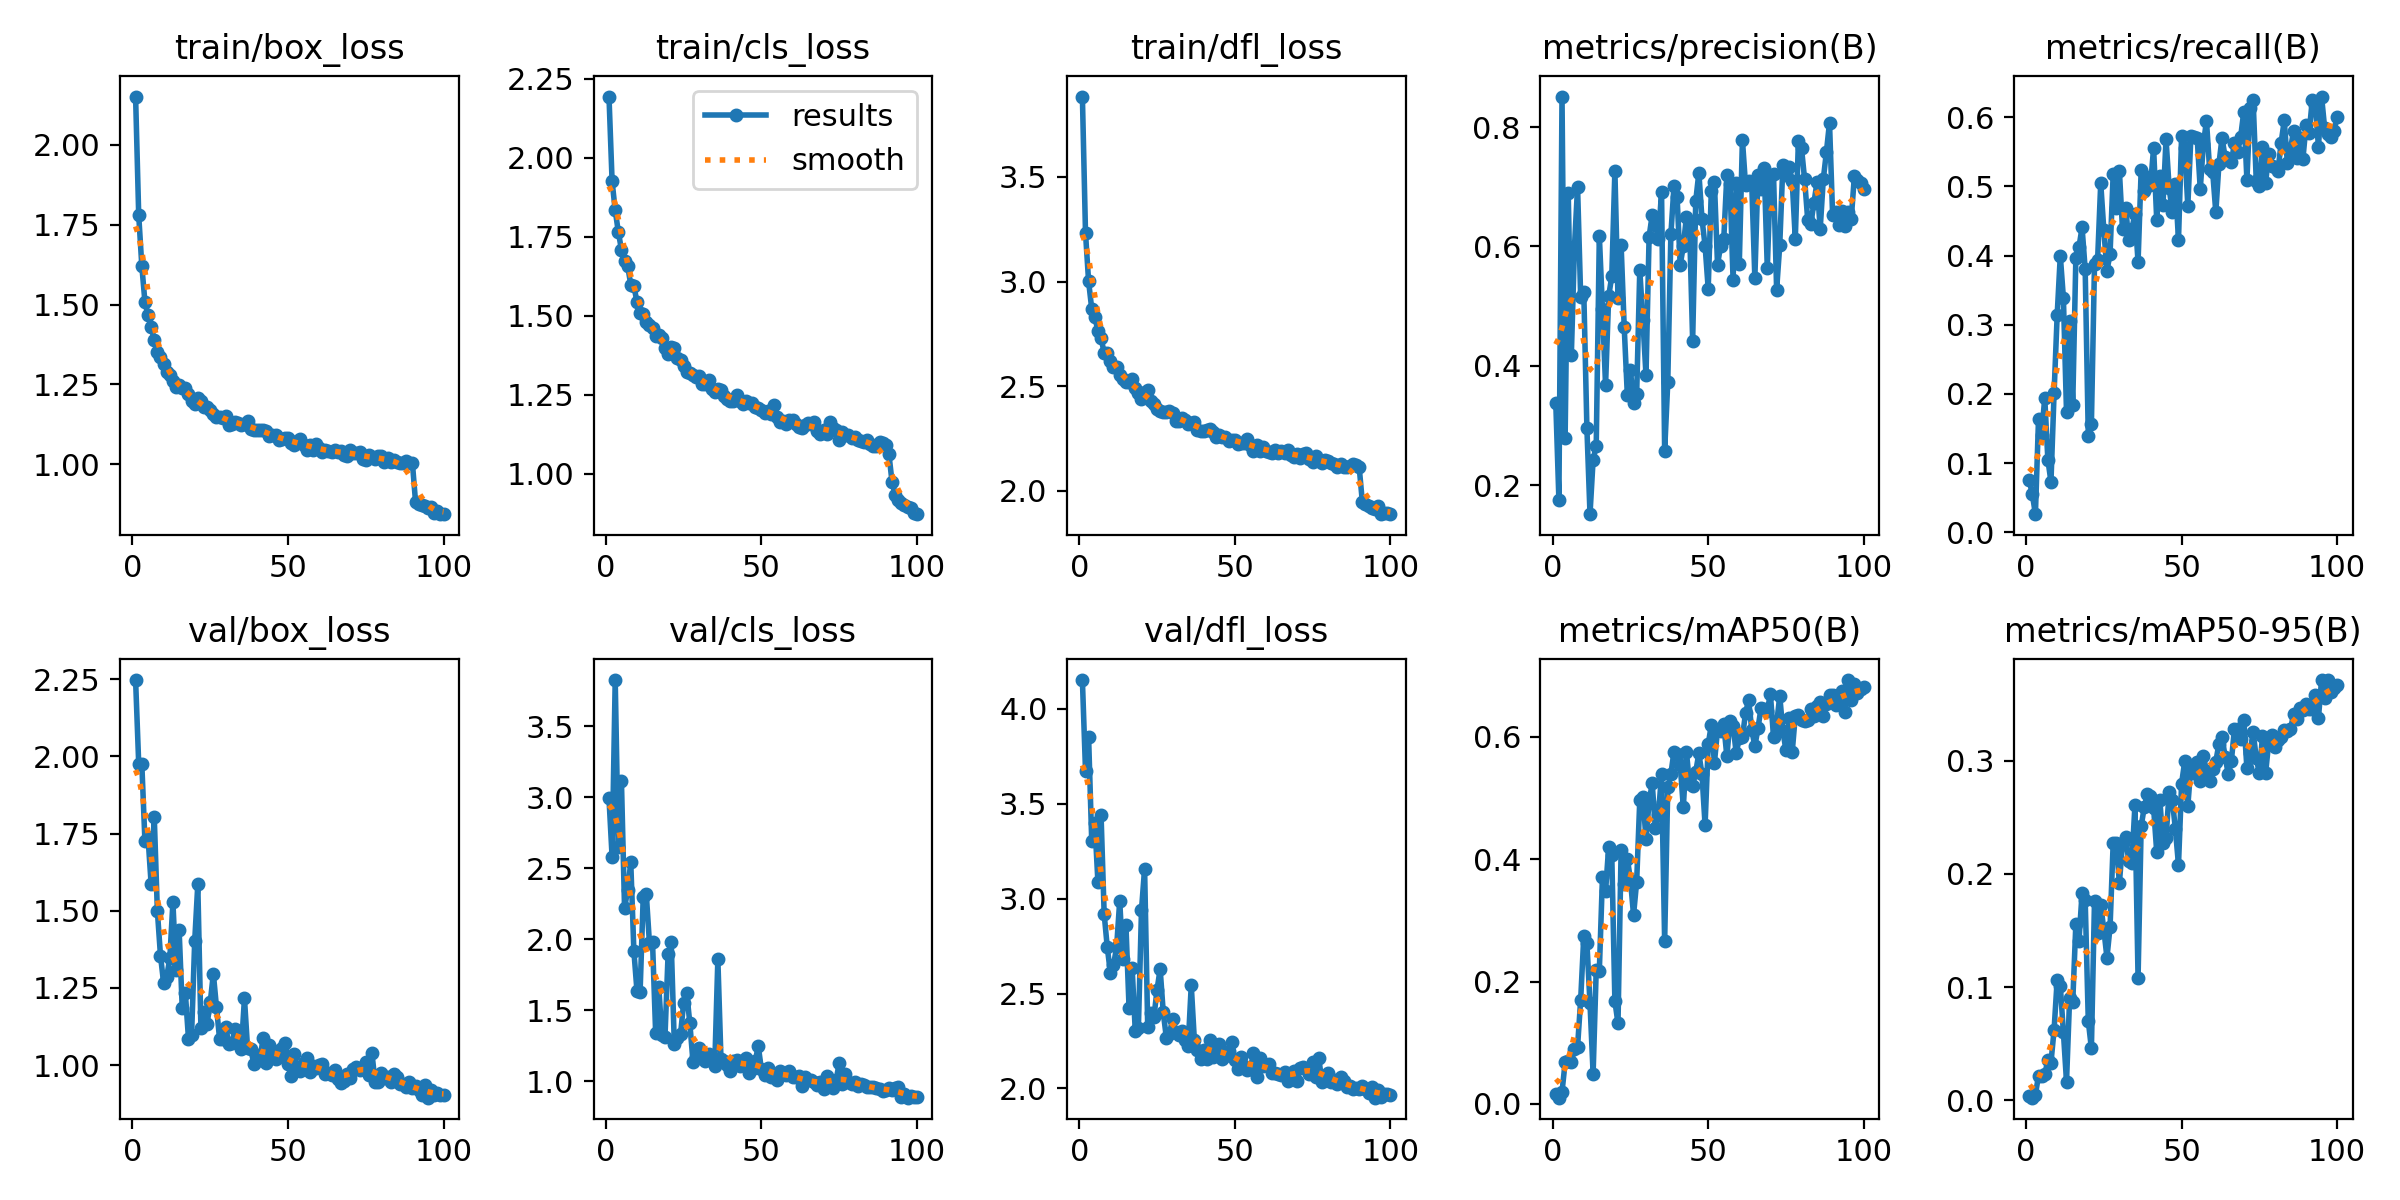 train/box_loss
2.00
1.75
1.50
1.25
1.00
0 50 100
train/cls_loss
results
smooth
2.25
2.00
1.75
1.50
1.25
1.00
0 50 100
train/dfl_loss
3.5
3.0
2.5
2.0
0 50 100
metrics/precision(B)
0.8
0.6
0.4
0.2
0 50 100
metrics/recall(B)
0.6
0.5
0.4
0.3
0.2
0.1
0.0
0 50 100
val/box_loss
2.25
2.00
1.75
1.50
1.25
1.00
0 50 100
val/cls_loss
3.5
3.0
2.5
2.0
1.5
1.0
0 50 100
val/dfl_loss
4.0
3.5
3.0
2.5
2.0
0 50 100
metrics/mAP50(B)
0.6
0.4
0.2
0.0
0 50 100
metrics/mAP50-95(B)
0.3
0.2
0.1
0.0
0 50 100